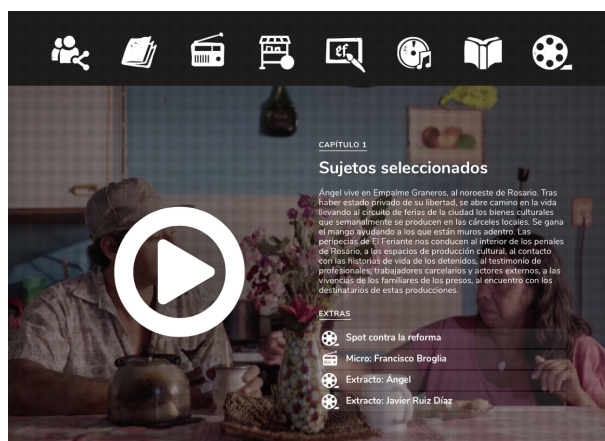 ef,
CAPÍTULO 1
Sujetos seleccionados
Ángel vive en Empalme Graneros, al noroeste de Rosario. Tras
haber estado privado de su libertad, se abre camino en la vida
llevando al circuito de ferias de la ciudad los bienes culturales
que semanalmente se producen en las cárceles locales. Se gana
el mango ayudando a los que están muros adentro. Las
peripecias de El Feriante nos conducen al interior de los penales
de Rosario, a los espacios de producción cultural, al contacto
con las historias de vida de los detenidos, al testimonio de
profesionales, trabajadores carcelarios y actores externos, a las
vivencias de los familiares de los presos, al encuentro con los
destinatarios de estas producciones.
EXTRAS
Spot contra la reforma
Micro: Francisco Broglia
Extracto: Ángel
Extracto: Javier Ruiz Díaz